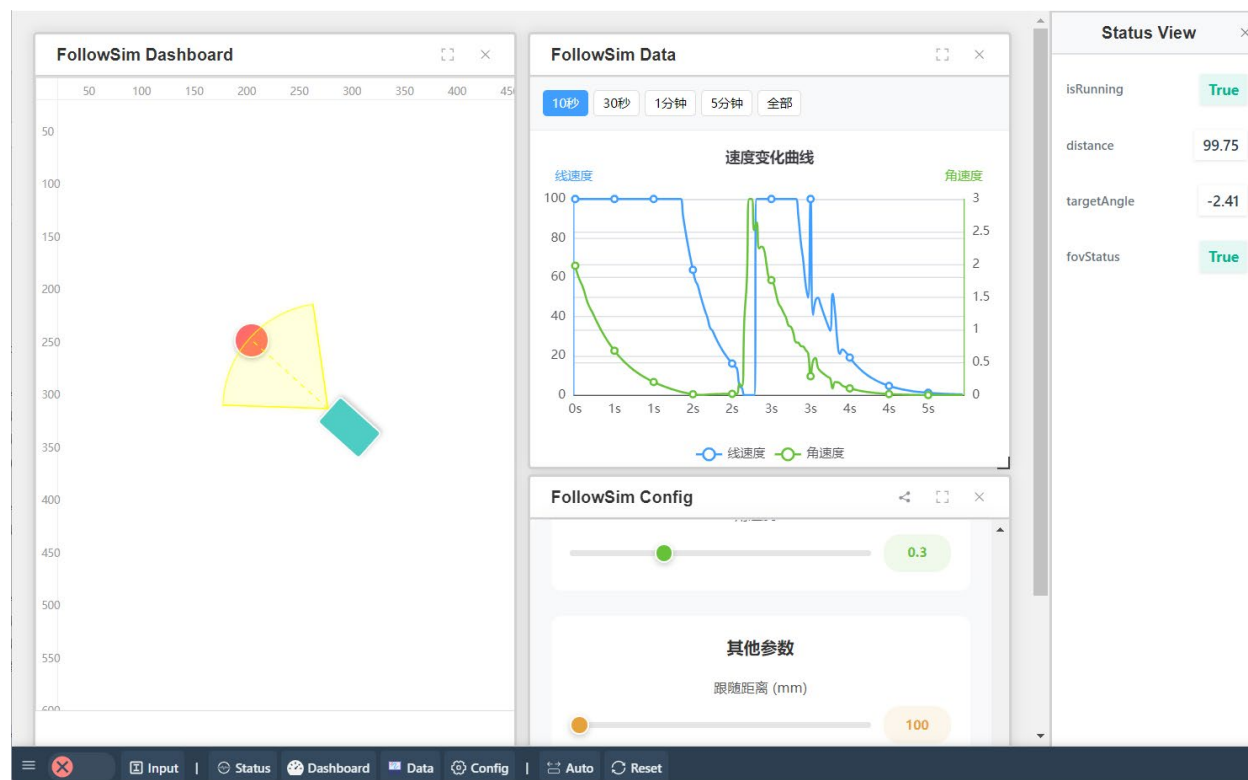 FollowSim Dashboard
50 100 150 200 250 300 350 400
50
100
150
200
250
300
350
400
450
500
550
FollowSim Data
10秒 30秒 1分钟 5分钟 全部
速度变化曲线
线速度 角速度
100 3
80 2.5
2
60 1.5
40 1
20 0.5
0 0
0s 1s 1s 2s 2s 3s 3s 4s 4s 5s
线速度 角速度
FollowSim Config
0.3
其他参数
跟随距离 (mm)
100
Status View
isRunning True
distance 99.75
targetAngle -2.41
fovStatus True
Input | Status Dashboard Data Config | Auto Reset